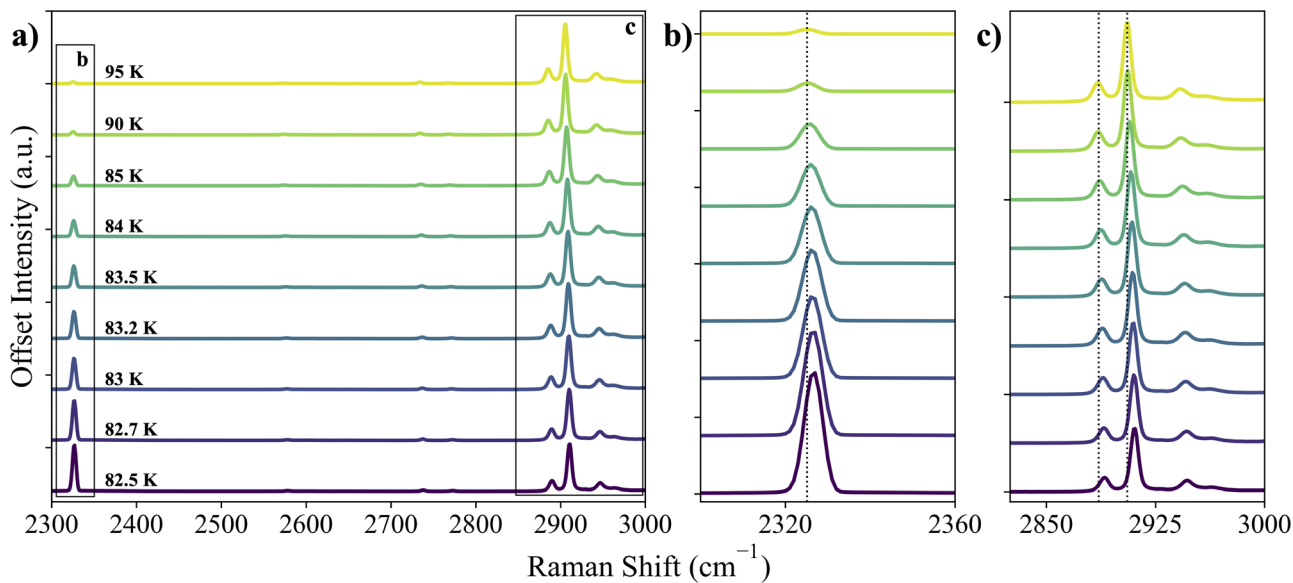 a)
b
c
95 K
90 K
85 K
84 K
83.5 K
83.2 K
83 K
82.7 K
82.5 K
Offset Intensity (a.u.)
2300 2400 2500 2600 2700 2800 2900 3000
b)
2320 2360
c)
2850 2925 3000
Raman Shift (cm⁻¹)